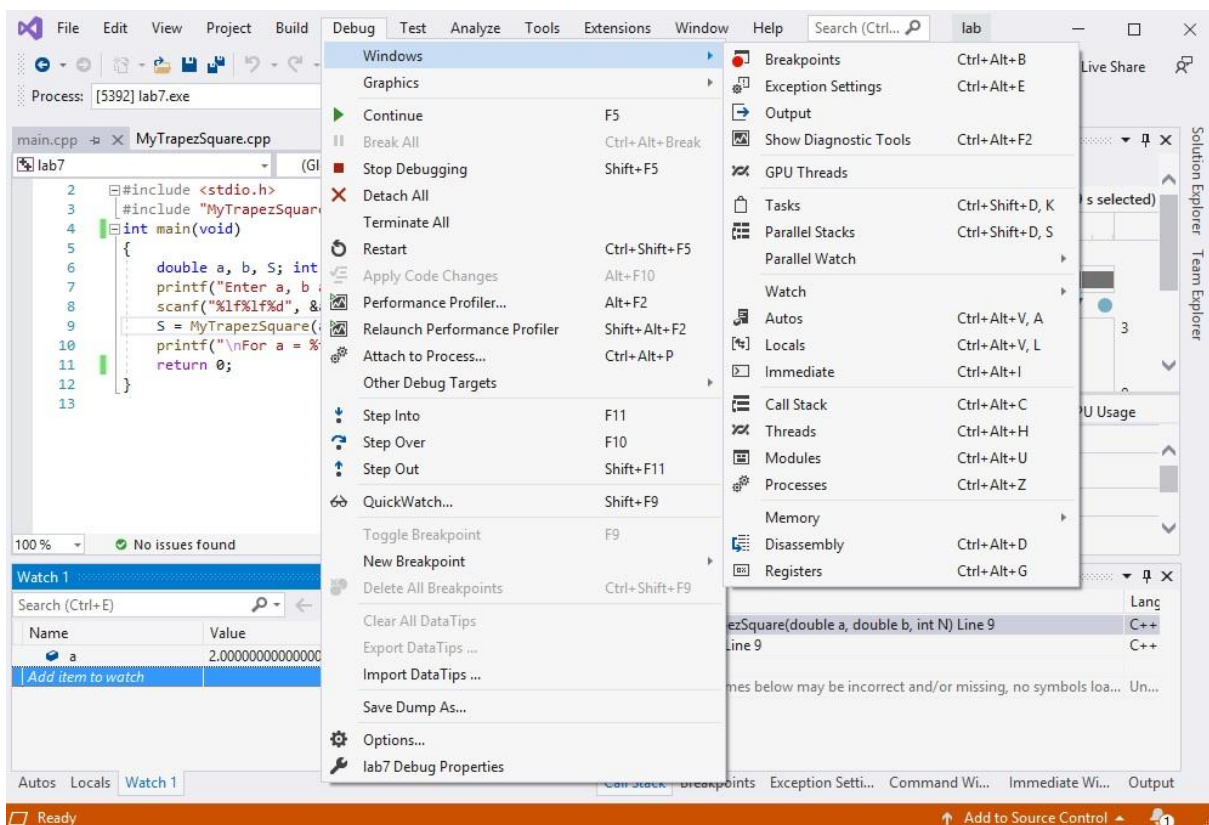 File Edit View Project Build Debug Test Analyze Tools Extensions Window Help Search (Ctrl... lab
Live Share
Process: [5392] lab7.exe
main.cpp MyTrapezSquare.cpp
lab7 (Gl
2 #include <stdio.h>
3 #include "MyTrapezSquar
4 int main(void)
5 {
6 double a, b, S; int
7 printf("Enter a, b
8 scanf("%lf%lf%d", &
9 S = MyTrapezSquare(
10 printf("\nFor a = %
11 return 0;
12 }
13
100 % No issues found
Watch 1
Search (Ctrl+E)
Name Value
a 2.00000000000000
Add item to watch
Autos Locals Watch 1
Windows
Graphics
Continue F5
Break All Ctrl+Alt+Break
Stop Debugging Shift+F5
Detach All
Terminate All
Restart Ctrl+Shift+F5
Apply Code Changes Alt+F10
Performance Profiler... Alt+F2
Relaunch Performance Profiler Shift+Alt+F2
Attach to Process... Ctrl+Alt+P
Other Debug Targets
Step Into F11
Step Over F10
Step Out Shift+F11
QuickWatch... Shift+F9
Toggle Breakpoint F9
New Breakpoint
Delete All Breakpoints Ctrl+Shift+F9
Clear All DataTips
Export DataTips ...
Import DataTips ...
Save Dump As...
Options...
lab7 Debug Properties
Breakpoints Ctrl+Alt+B
Exception Settings Ctrl+Alt+E
Output
Show Diagnostic Tools Ctrl+Alt+F2
GPU Threads
Tasks Ctrl+Shift+D, K
Parallel Stacks Ctrl+Shift+D, S
Parallel Watch
Watch
Autos Ctrl+Alt+V, A
Locals Ctrl+Alt+V, L
Immediate Ctrl+Alt+I
Call Stack Ctrl+Alt+C
Threads Ctrl+Alt+H
Modules Ctrl+Alt+U
Processes Ctrl+Alt+Z
Memory
Disassembly Ctrl+Alt+D
Registers Ctrl+Alt+G
s selected)
3
PU Usage
Solution Explorer
Team Explorer
Lang
ezSquare(double a, double b, int N) Line 9 C++
Line 9 C++
mes below may be incorrect and/or missing, no symbols loa... Un...
Call Stack Breakpoints Exception Setti... Command Wi... Immediate Wi... Output
Ready Add to Source Control 1